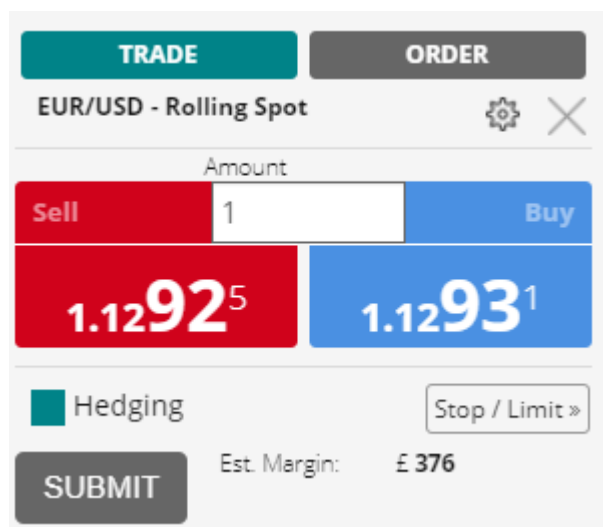 TRADE ORDER
EUR/USD - Rolling Spot
Amount
Sell 1 Buy
1.12925 1.12931
Hedging Stop / Limit »
SUBMIT Est. Margin: £ 376